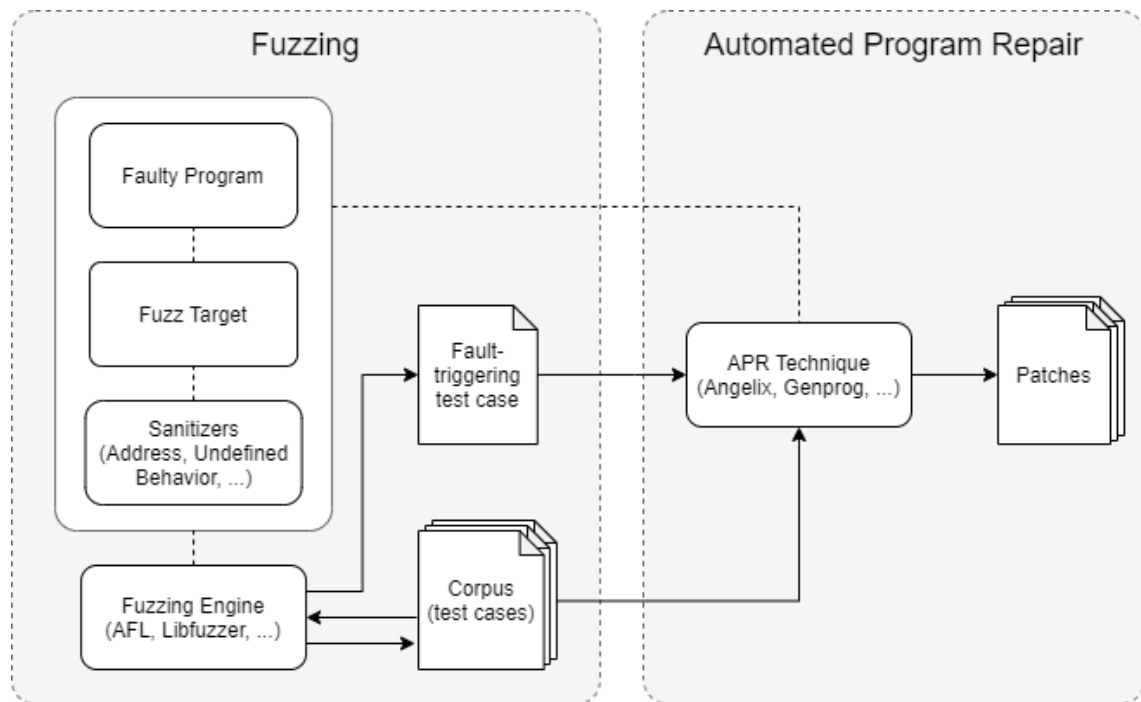 Fuzzing
Faulty Program
Fuzz Target
Sanitizers
(Address, Undefined
Behavior, ...)
Fuzzing Engine
(AFL, Libfuzzer, ...)
Fault-
triggering
test case
Corpus
(test cases)
Automated Program Repair
APR Technique
(Angelix, Genprog, ...)
Patches